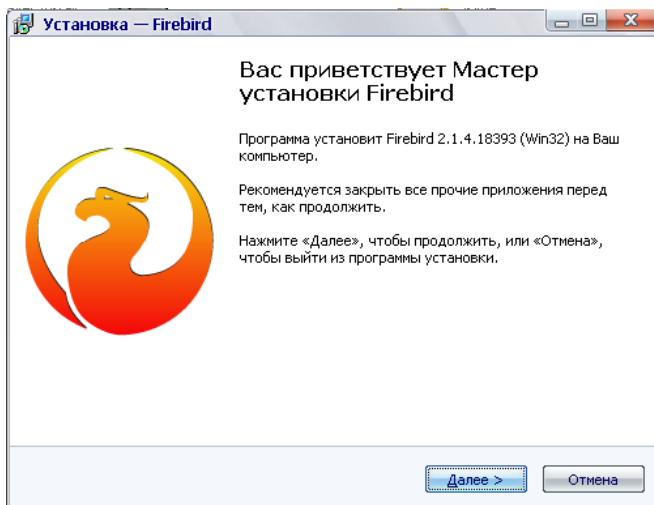 Установка — Firebird
Вас приветствует Мастер
установки Firebird
Программа установит Firebird 2.1.4.18393 (Win32) на Ваш
компьютер.
Рекомендуется закрыть все прочие приложения перед
тем, как продолжить.
Нажмите «Далее», чтобы продолжить, или «Отмена»,
чтобы выйти из программы установки.
Далее >
Отмена